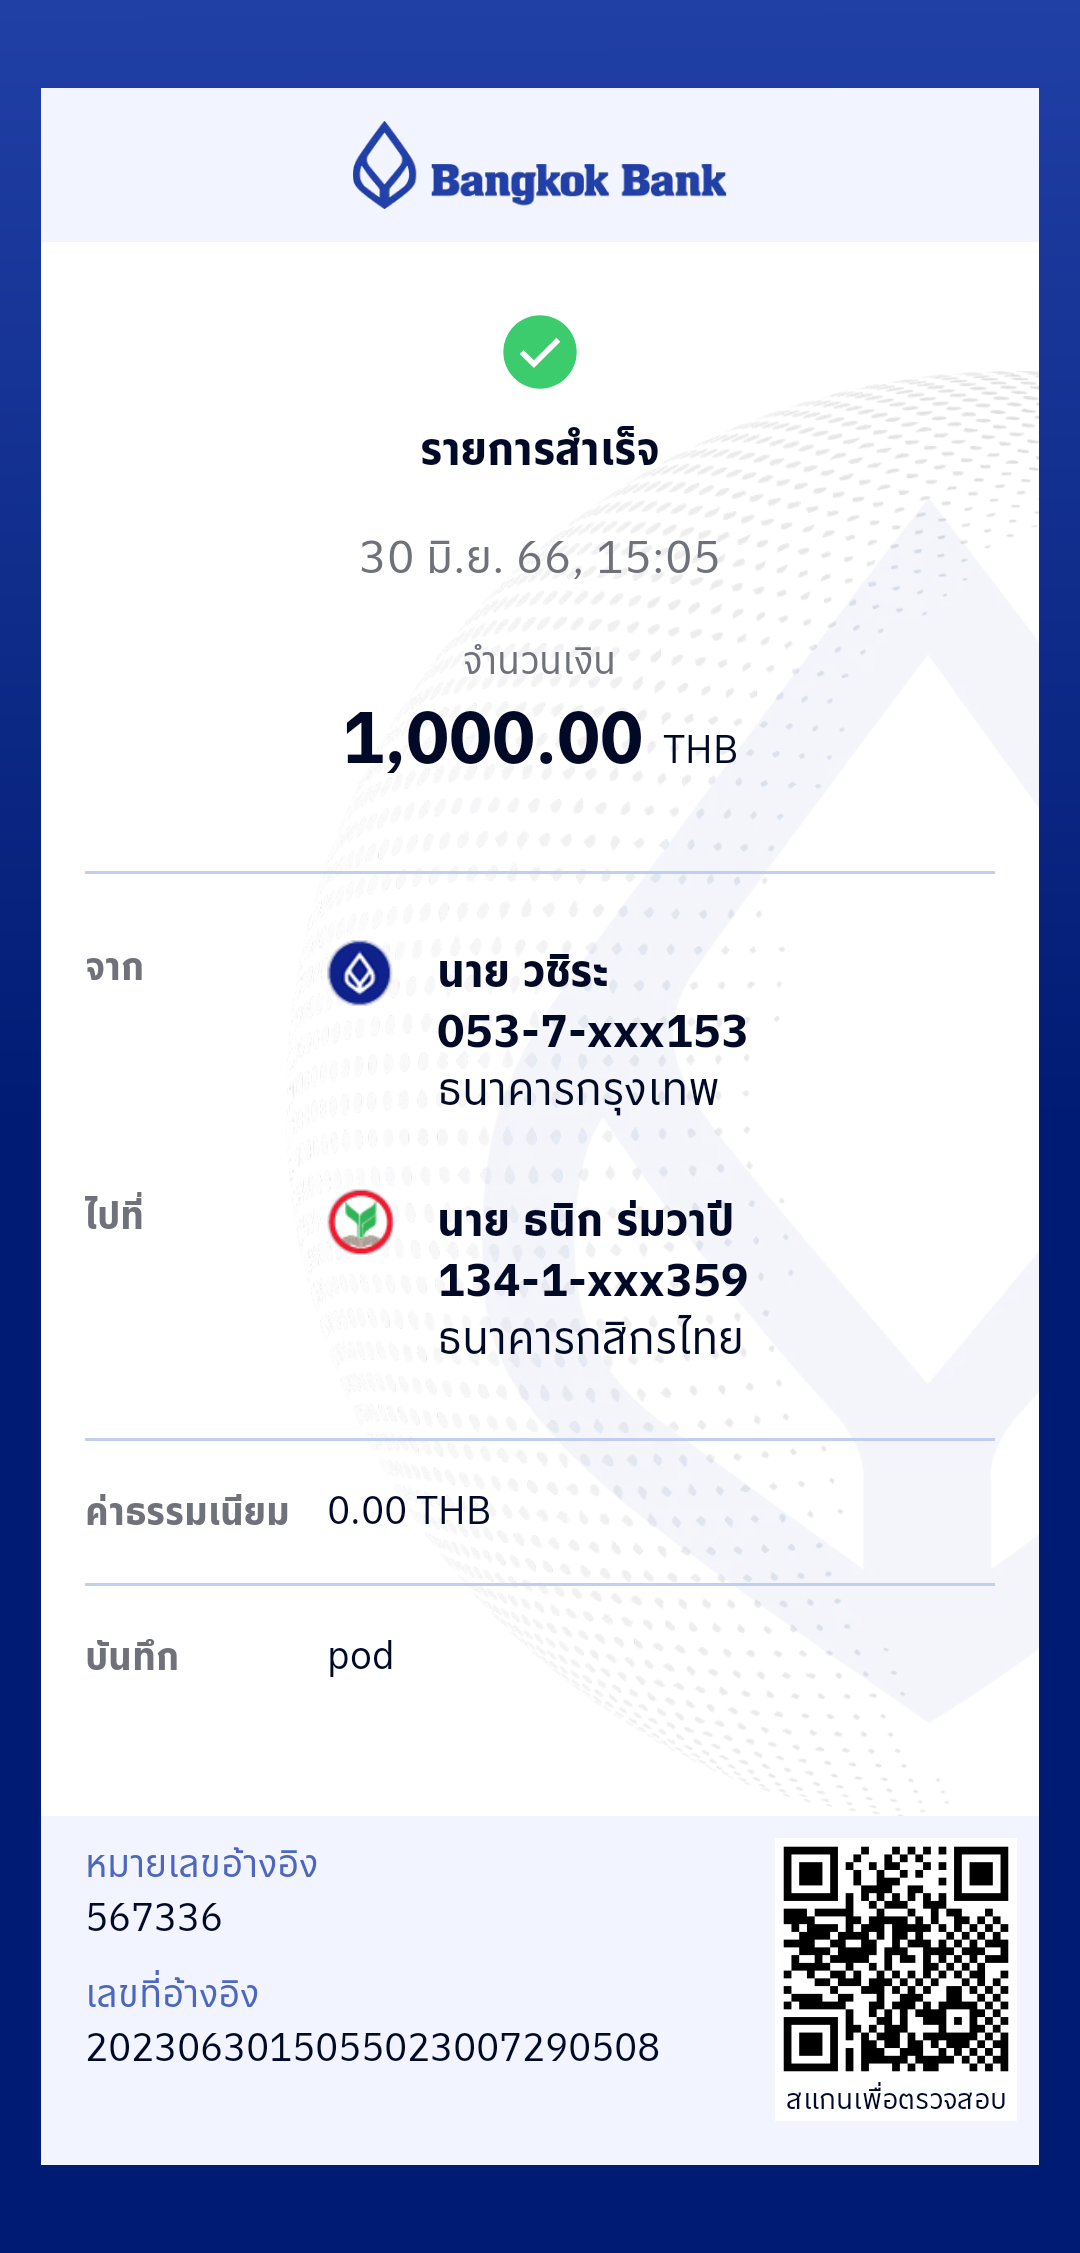 Bangkok Bank
รายการสำเร็จ
30 มิ.ย. 66, 15:05
จำนวนเงิน
1,000.00 THB
จาก
นาย วชิระ
053-7-xxx153
ธนาคารกรุงเทพ
ไปที่
นาย ธนิก ร่มวาปี
134-1-xxx359
ธนาคารกสิกรไทย
ค่าธรรมเนียม 0.00 THB
บันทึก pod
หมายเลขอ้างอิง
567336
เลขที่อ้างอิง
2023063015055023007290508
สแกนเพื่อตรวจสอบ